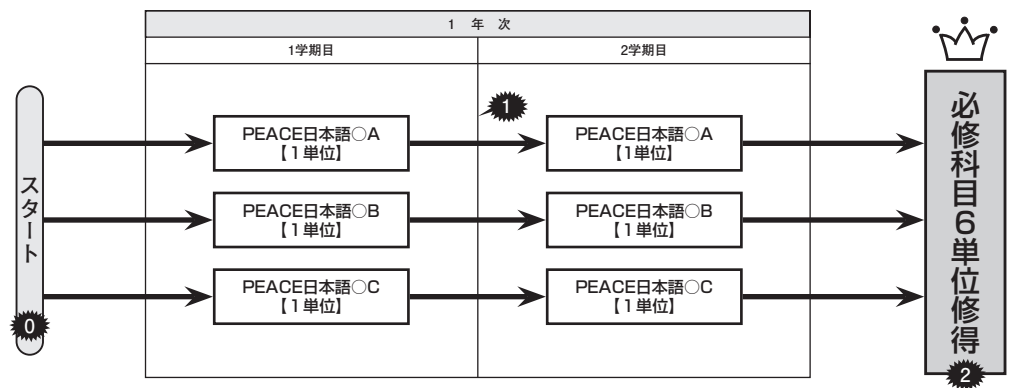 1 年 次
1学期目
2学期目
スタート
0
PEACE日本語○A
【1単位】
1
PEACE日本語○A
【1単位】
PEACE日本語○B
【1単位】
PEACE日本語○B
【1単位】
PEACE日本語○C
【1単位】
PEACE日本語○C
【1単位】
必修科目6単位修得
2